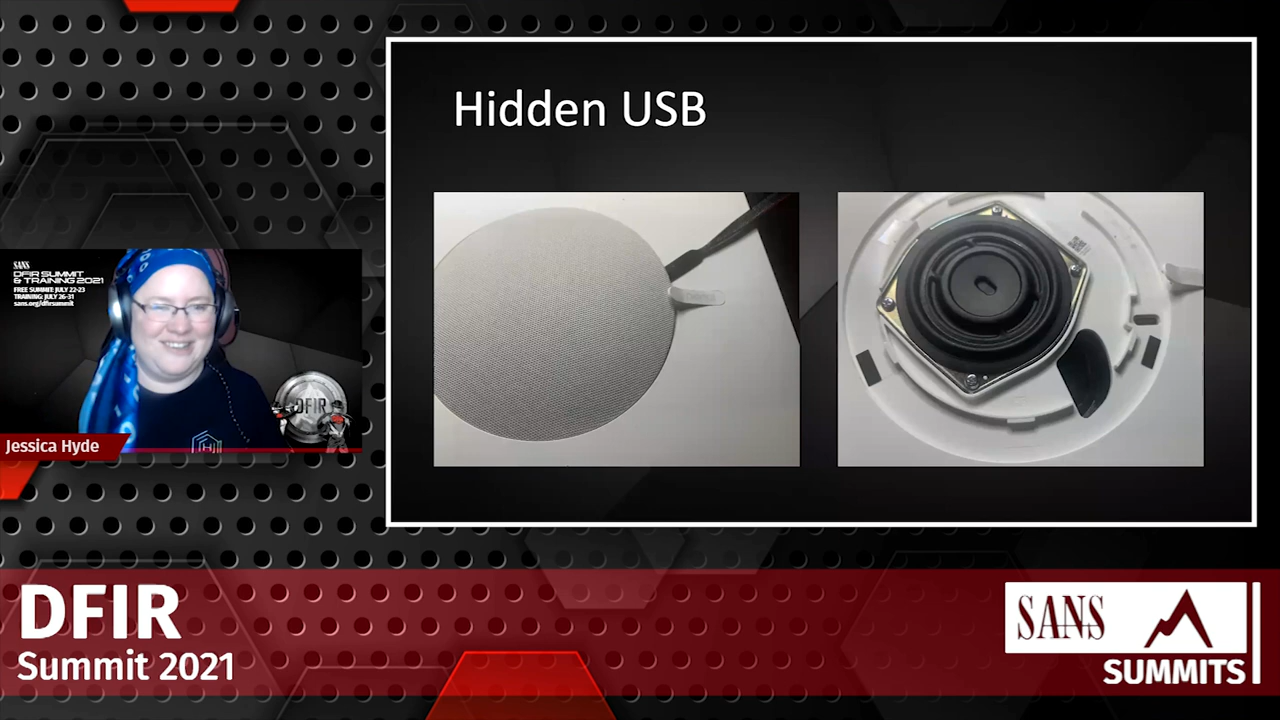 Hidden USB
SANS
DFIR SUMMIT
& TRAINING 2021
FREE SUMMIT: JULY 22-23
TRAINING: JULY 26-31
sans.org/dfirsummit
DFIR
H
Jessica Hyde
DFIR
Summit 2021
SANS
SUMMITS